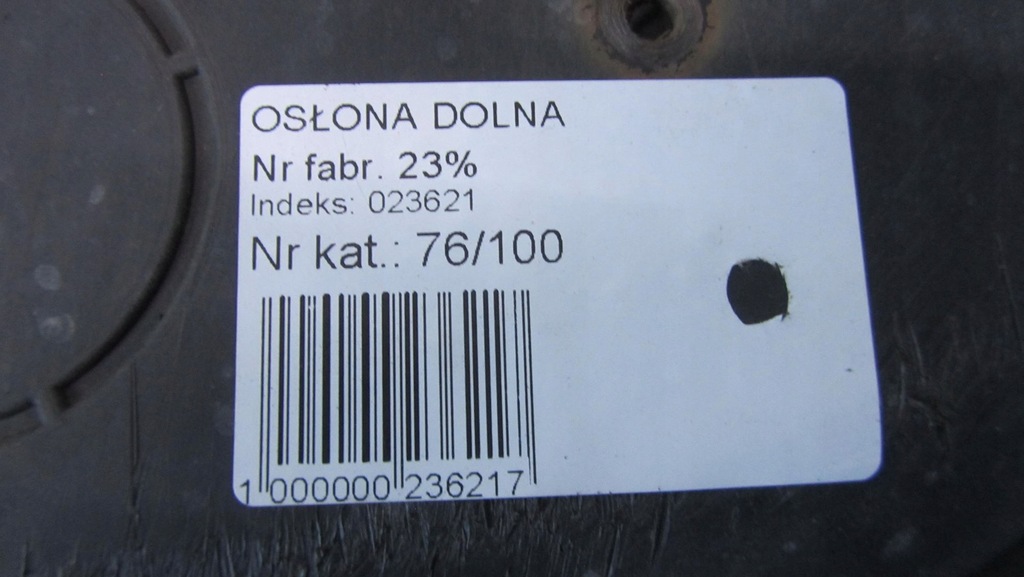 OSŁONA DOLNA
Nr fabr. 23%
Indeks: 023621
Nr kat.: 76/100
1 000000 236217